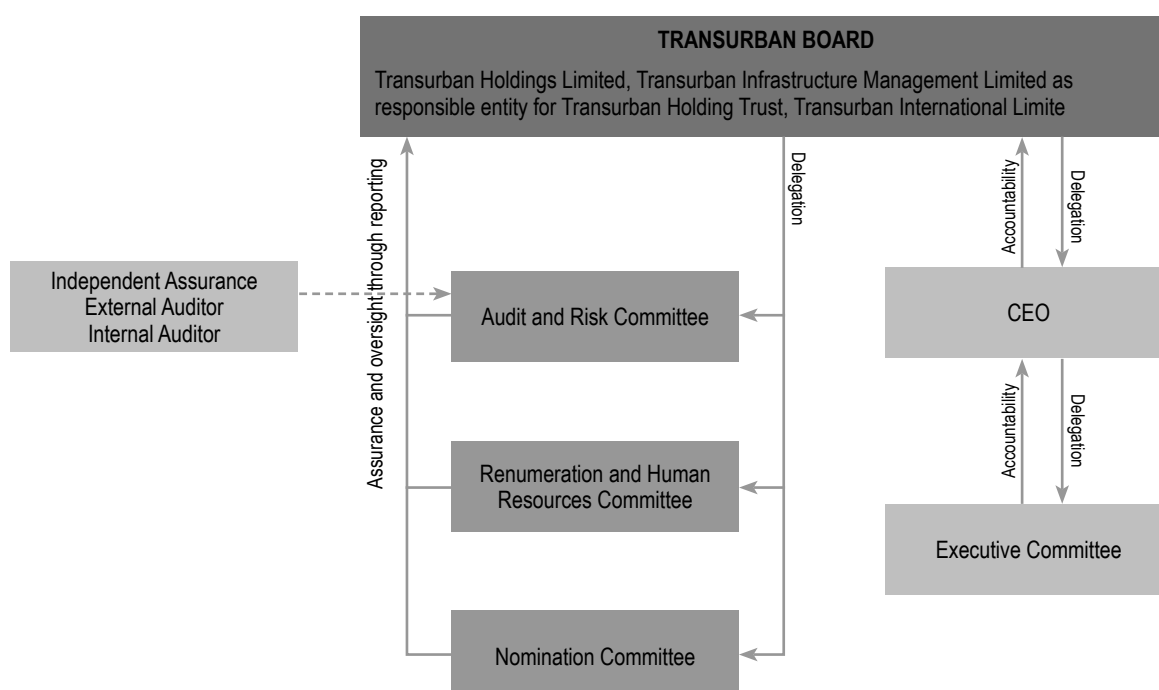 TRANSURBAN BOARD
Transurban Holdings Limited, Transurban Infrastructure Management Limited as
responsible entity for Transurban Holding Trust, Transurban International Limite
Assurance and oversight through reporting
Delegation
Accountability
Delegation
Independent Assurance
External Auditor
Internal Auditor
Audit and Risk Committee
CEO
Accountability
Delegation
Renumeration and Human
Resources Committee
Executive Committee
Nomination Committee